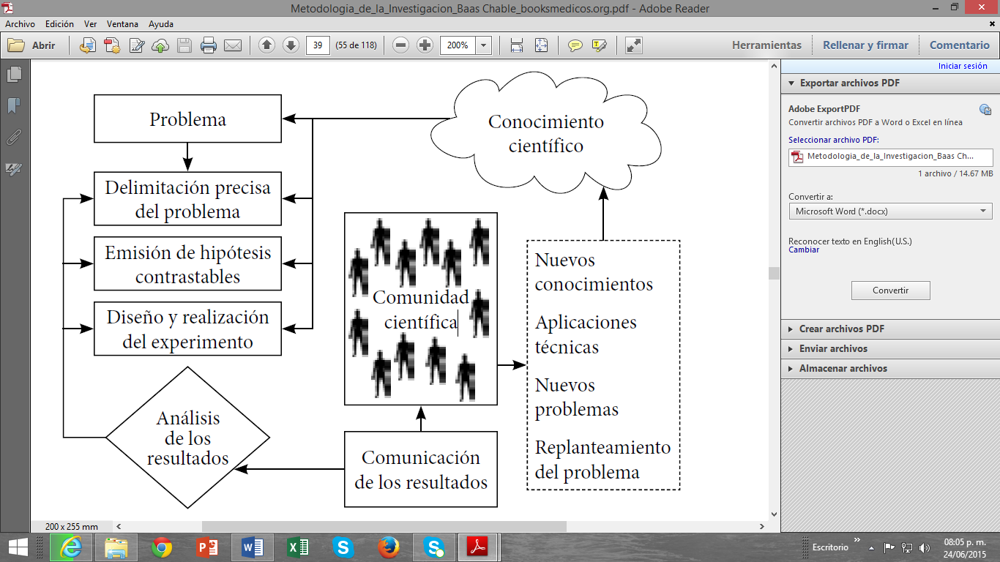 Metodologia_de_la_Investigacion_Baas Chable_booksmedicos.org.pdf - Adobe Reader
Archivo Edición Ver Ventana Ayuda
Abrir 39 (55 de 118) 200% Herramientas Rellenar y firmar Comentario
Iniciar sesión
Problema
Delimitación precisa
del problema
Emisión de hipótesis
contrastables
Diseño y realización
del experimento
Análisis
de los
resultados
Conocimiento
científico
Comunidad
científica
Comunicación
de los resultados
Nuevos
conocimientos
Aplicaciones
técnicas
Nuevos
problemas
Replanteamiento
del problema
Exportar archivos PDF
Adobe ExportPDF
Convertir archivos PDF a Word o Excel en línea
Seleccionar archivo PDF:
Metodologia_de_la_Investigacion_Baas Ch...
1 archivo / 14.67 MB
Convertir a:
Microsoft Word (*.docx)
Reconocer texto en English(U.S.)
Cambiar
Convertir
Crear archivos PDF
Enviar archivos
Almacenar archivos
200 x 255 mm
Escritorio
08:05 p. m.
24/06/2015